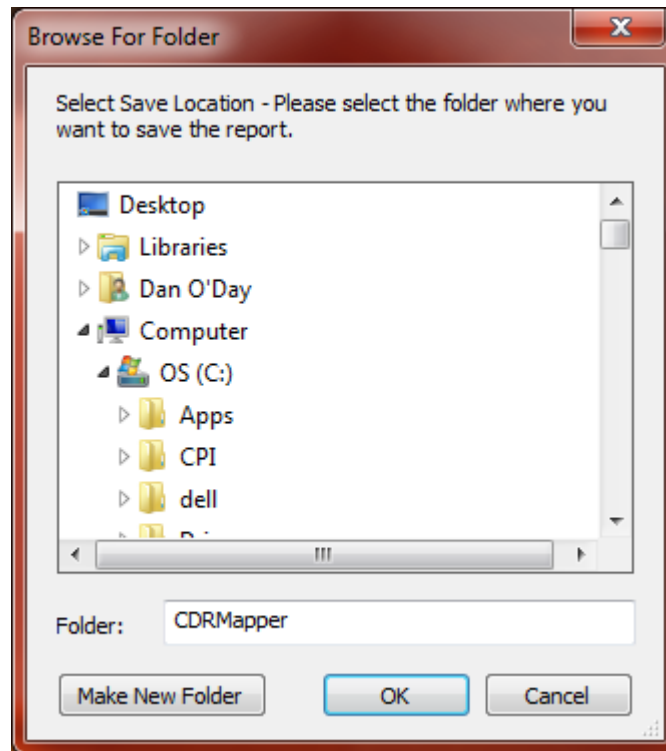 Browse For Folder
Select Save Location - Please select the folder where you
want to save the report.
Desktop
Libraries
Dan O'Day
Computer
OS (C:)
Apps
CPI
dell
Folder: CDRMapper
Make New Folder OK Cancel